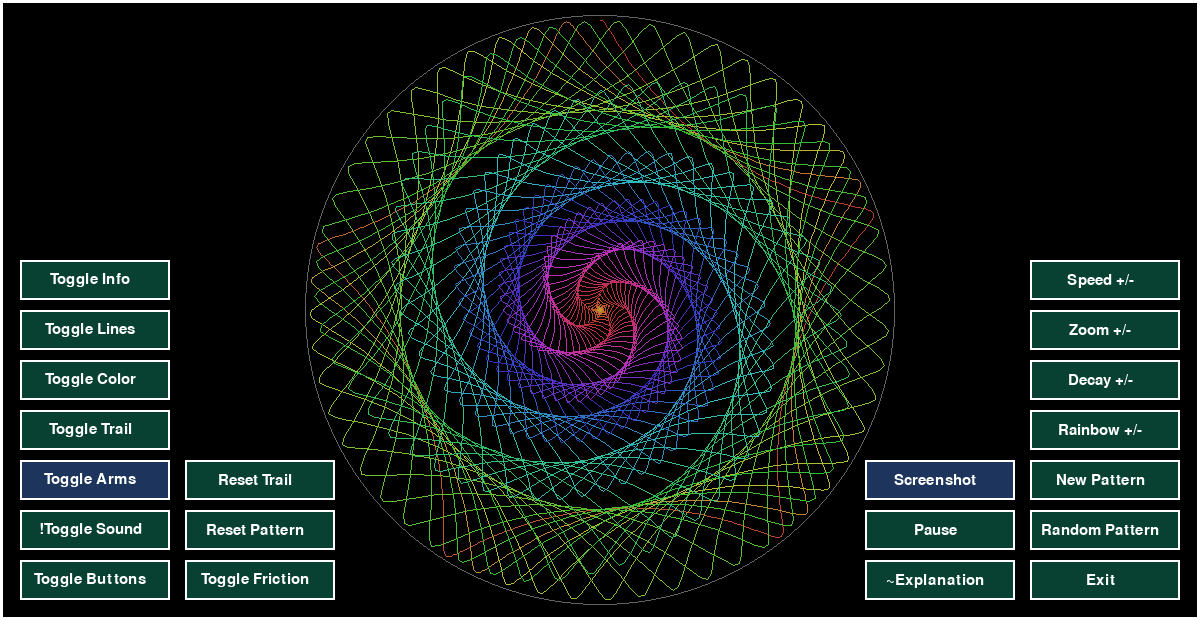 Toggle Info
Toggle Lines
Toggle Color
Toggle Trail
Toggle Arms
!Toggle Sound
Toggle Buttons
Reset Trail
Reset Pattern
Toggle Friction
Screenshot
Pause
~Explanation
Speed +/-
Zoom +/-
Decay +/-
Rainbow +/-
New Pattern
Random Pattern
Exit